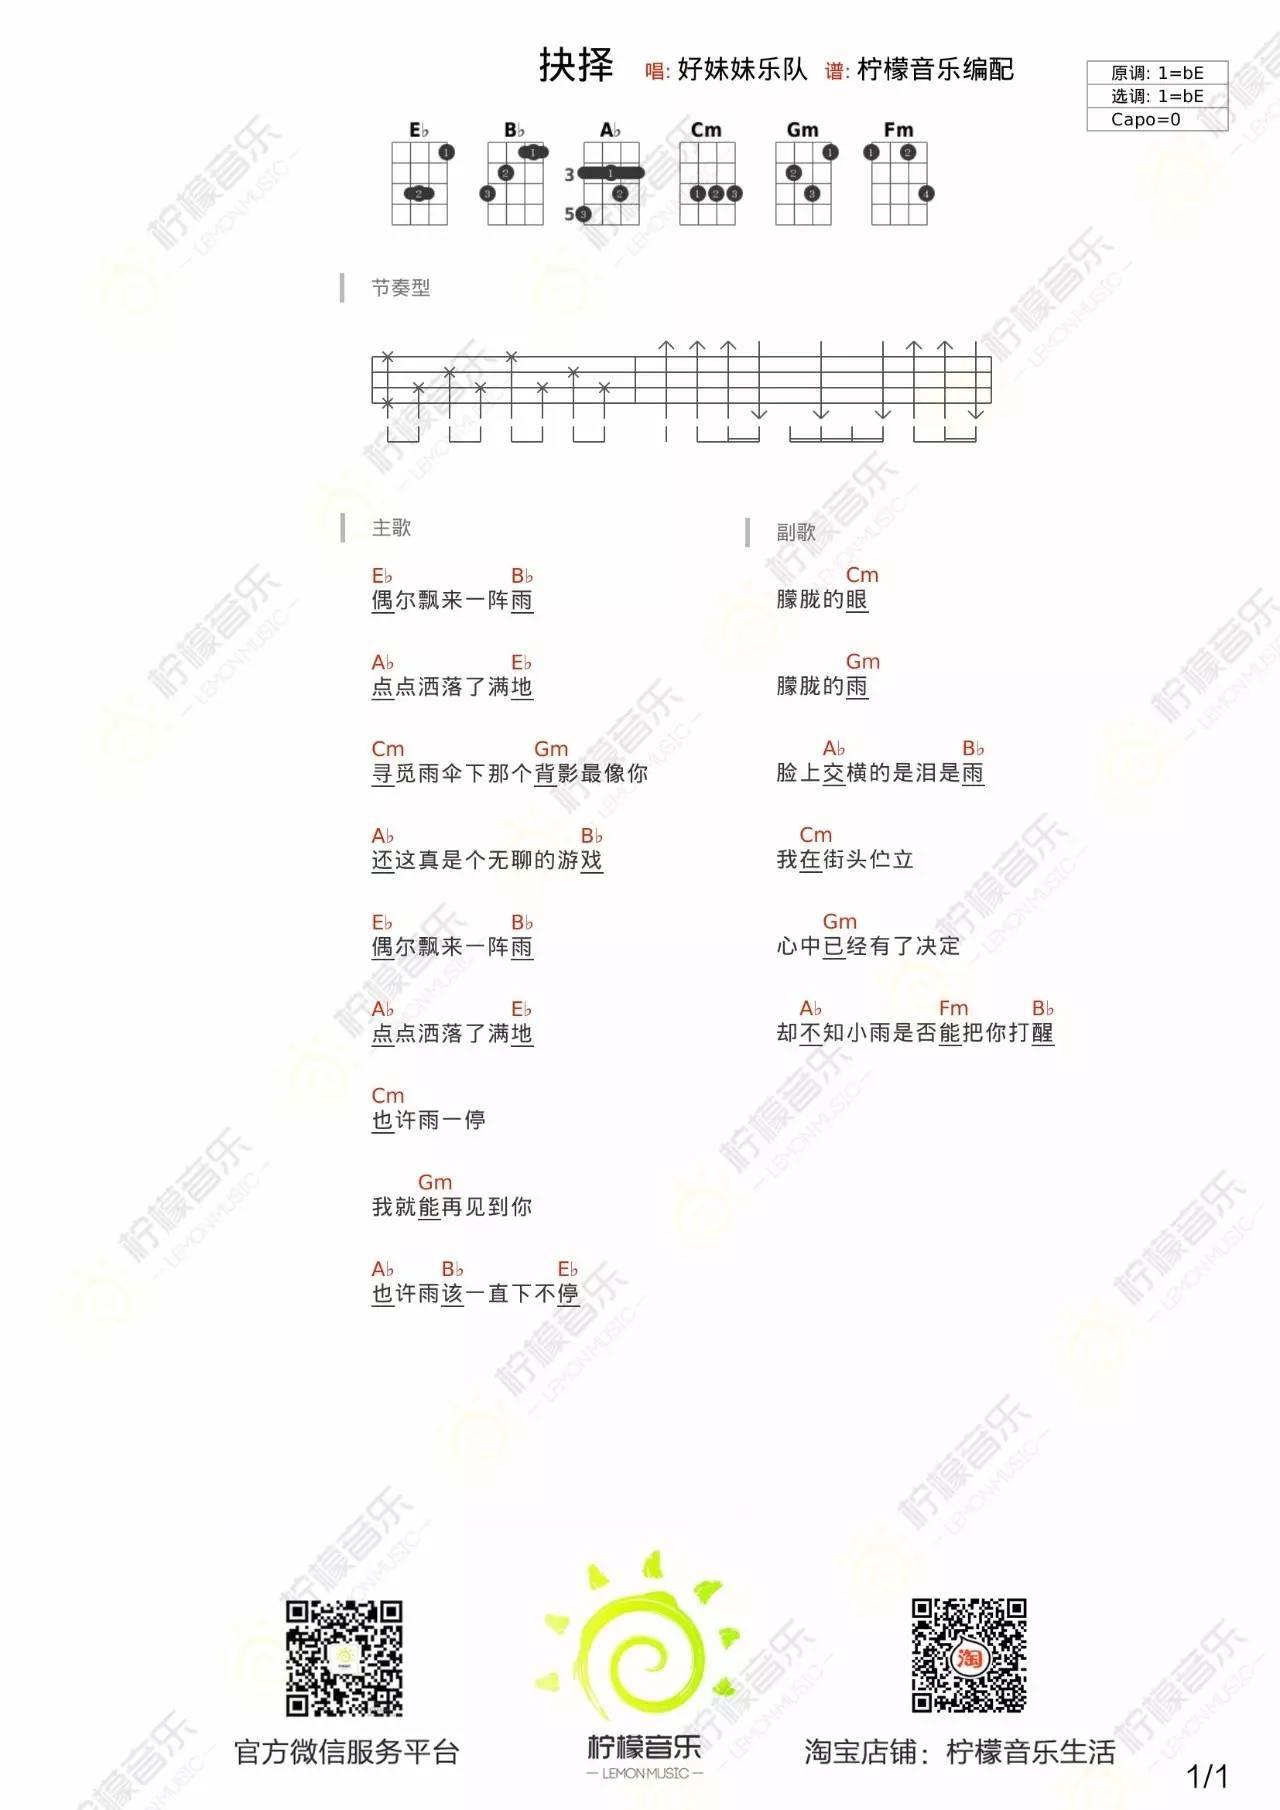 抉择 唱: 好妹妹乐队 谱: 柠檬音乐编配
原调: 1=bE
选调: 1=bE
Capo=0
E♭ B♭ A♭ Cm Gm Fm
3
5
节奏型
主歌
E♭ B♭
偶尔飘来一阵雨
A♭ E♭
点点洒落了满地
Cm Gm
寻觅雨伞下那个背影最像你
A♭ B♭
还这真是个无聊的游戏
E♭ B♭
偶尔飘来一阵雨
A♭ E♭
点点洒落了满地
Cm
也许雨一停
Gm
我就能再见到你
A♭ B♭ E♭
也许雨该一直下不停
副歌
Cm
朦胧的眼
Gm
朦胧的雨
A♭ B♭
脸上交横的是泪是雨
Cm
我在街头伫立
Gm
心中已经有了决定
A♭ Fm B♭
却不知小雨是否能把你打醒
官方微信服务平台
柠檬音乐
— LEMON MUSIC —
淘
淘宝店铺：柠檬音乐生活
1/1